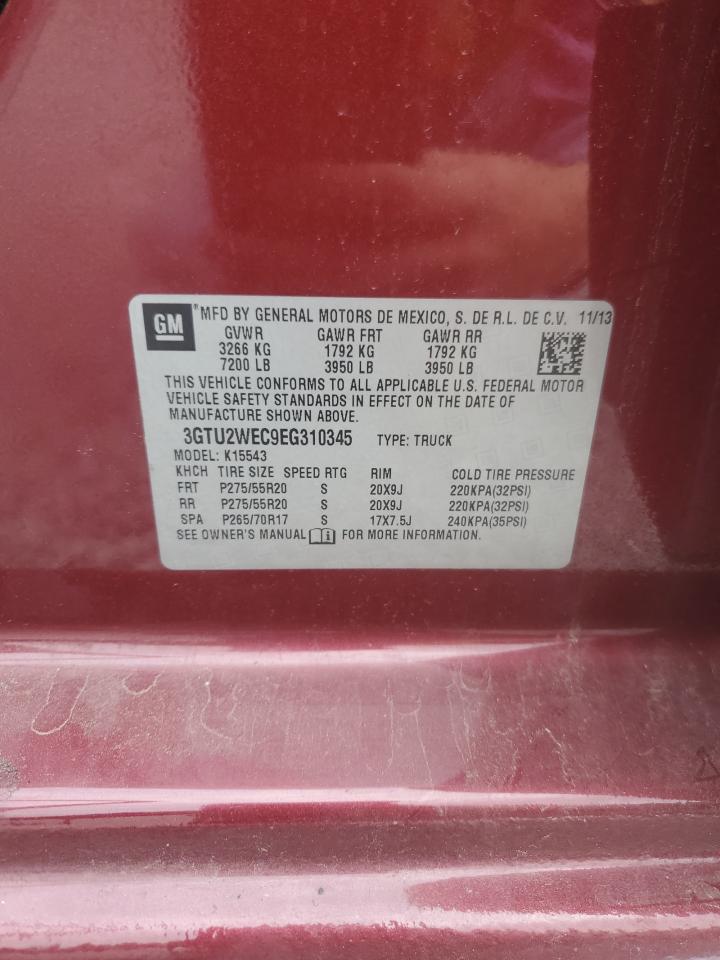 GM ® MFD BY GENERAL MOTORS DE MEXICO, S. DE R.L. DE C.V. 11/13
GVWR GAWR FRT GAWR RR
3266 KG 1792 KG 1792 KG
7200 LB 3950 LB 3950 LB
THIS VEHICLE CONFORMS TO ALL APPLICABLE U.S. FEDERAL MOTOR
VEHICLE SAFETY STANDARDS IN EFFECT ON THE DATE OF
MANUFACTURE SHOWN ABOVE.
3GTU2WEC9EG310345 TYPE: TRUCK
MODEL: K15543
KHCH TIRE SIZE SPEED RTG RIM COLD TIRE PRESSURE
FRT P275/55R20 S 20X9J 220KPA(32PSI)
RR P275/55R20 S 20X9J 220KPA(32PSI)
SPA P265/70R17 S 17X7.5J 240KPA(35PSI)
SEE OWNER'S MANUAL FOR MORE INFORMATION.